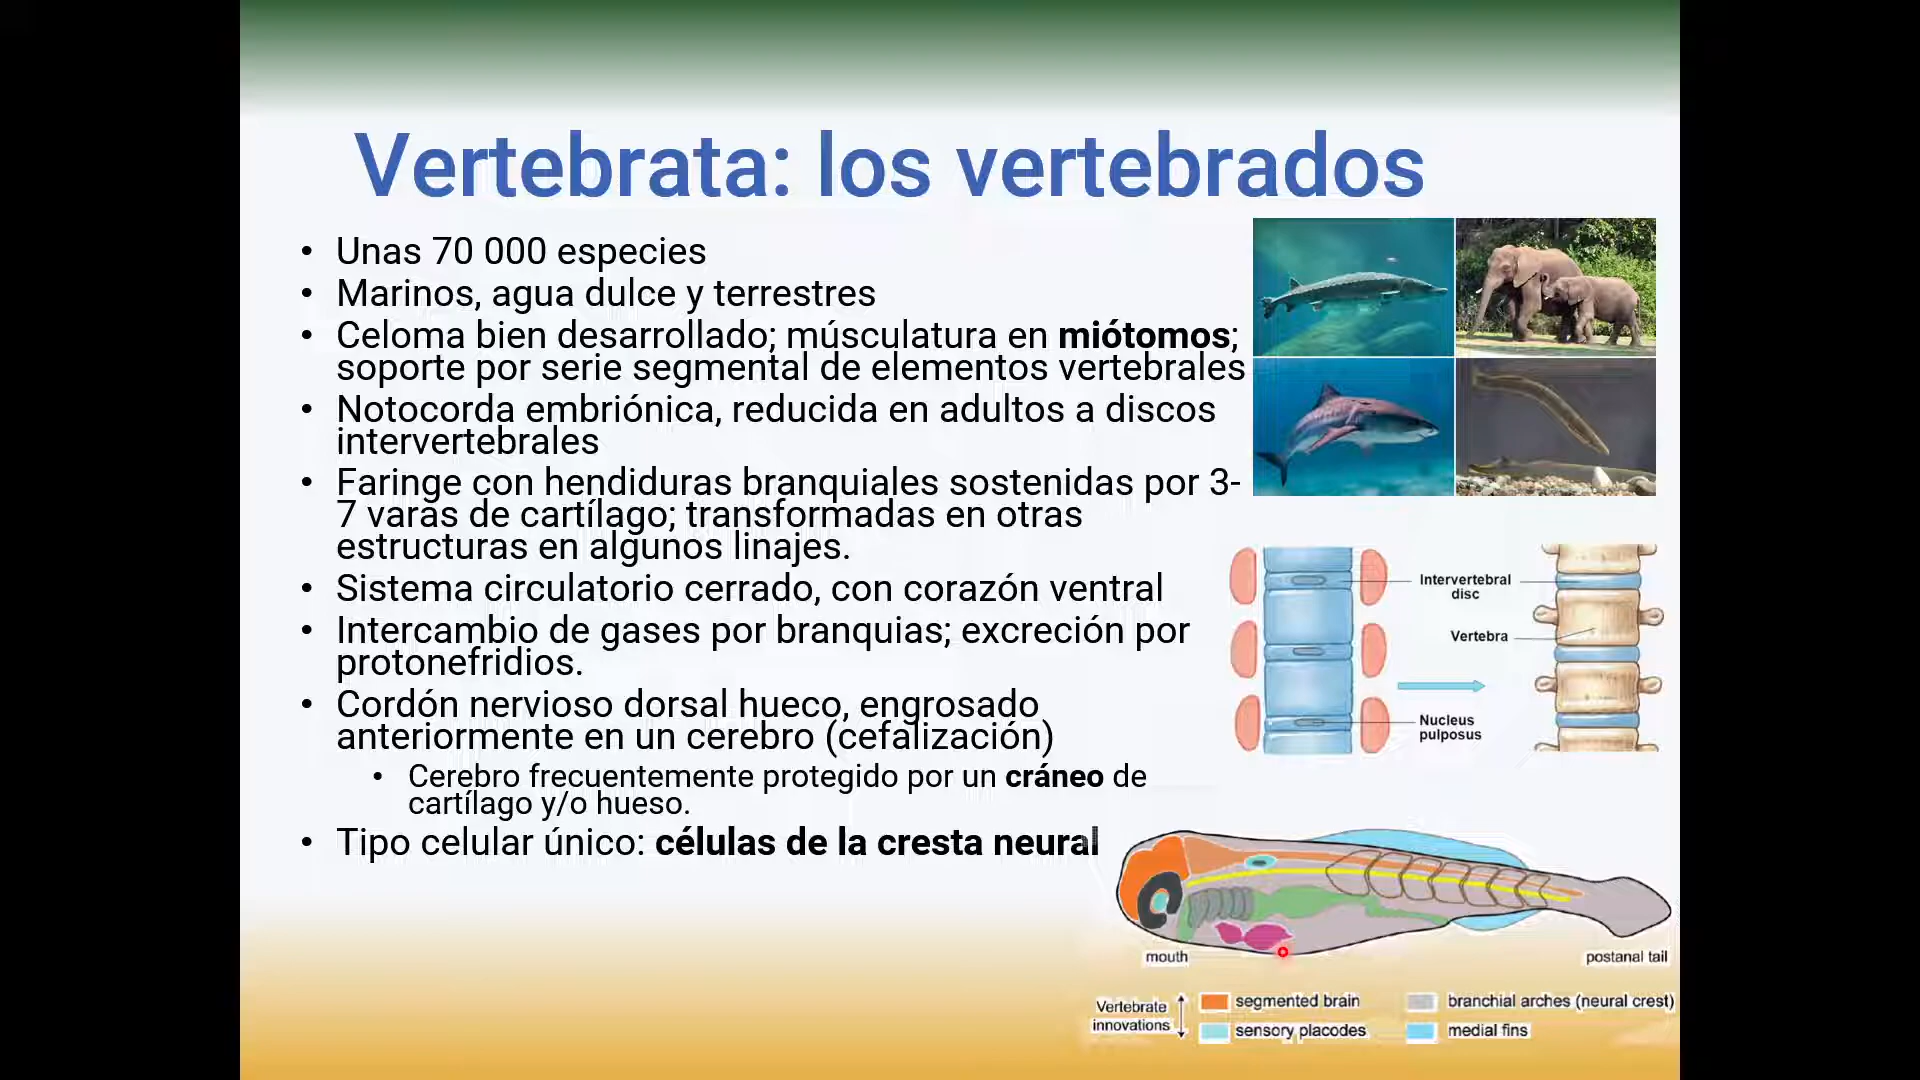 Vertebrata: los vertebrados
• Unas 70 000 especies
• Marinos, agua dulce y terrestres
• Celoma bien desarrollado; músculatura en miótomos;
soporte por serie segmental de elementos vertebrales
• Notocorda embriónica, reducida en adultos a discos
intervertebrales
• Faringe con hendiduras branquiales sostenidas por 3-
7 varas de cartílago; transformadas en otras
estructuras en algunos linajes.
• Sistema circulatorio cerrado, con corazón ventral
• Intercambio de gases por branquias; excreción por
protonefridios.
• Cordón nervioso dorsal hueco, engrosado
anteriormente en un cerebro (cefalización)
• Cerebro frecuentemente protegido por un cráneo de
cartílago y/o hueso.
• Tipo celular único: células de la cresta neural
Intervertebral
disc
Vertebra
Nucleus
pulposus
mouth
postanal tail
Vertebrate
innovations
segmented brain
branchial arches (neural crest)
sensory placodes
medial fins